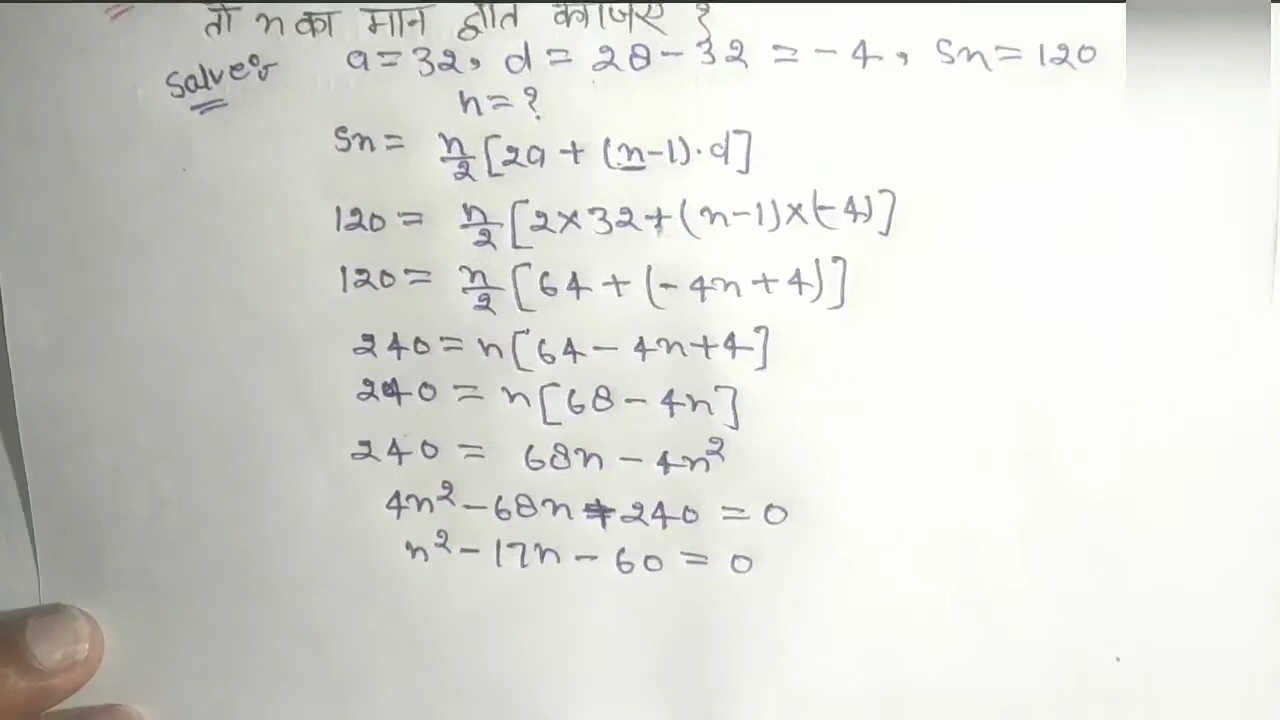 तो n का मान ज्ञात कीजिए ?
Solve:- a = 32, d = 28 - 32 = -4, Sn = 120
n = ?
Sn = n/2 [2a + (n-1)·d]
120 = n/2 [2×32 + (n-1)×(-4)]
120 = n/2 [64 + (-4n+4)]
240 = n[64 - 4n+4]
240 = n[68 - 4n]
240 = 68n - 4n²
4n² - 68n + 240 = 0
n² - 17n - 60 = 0